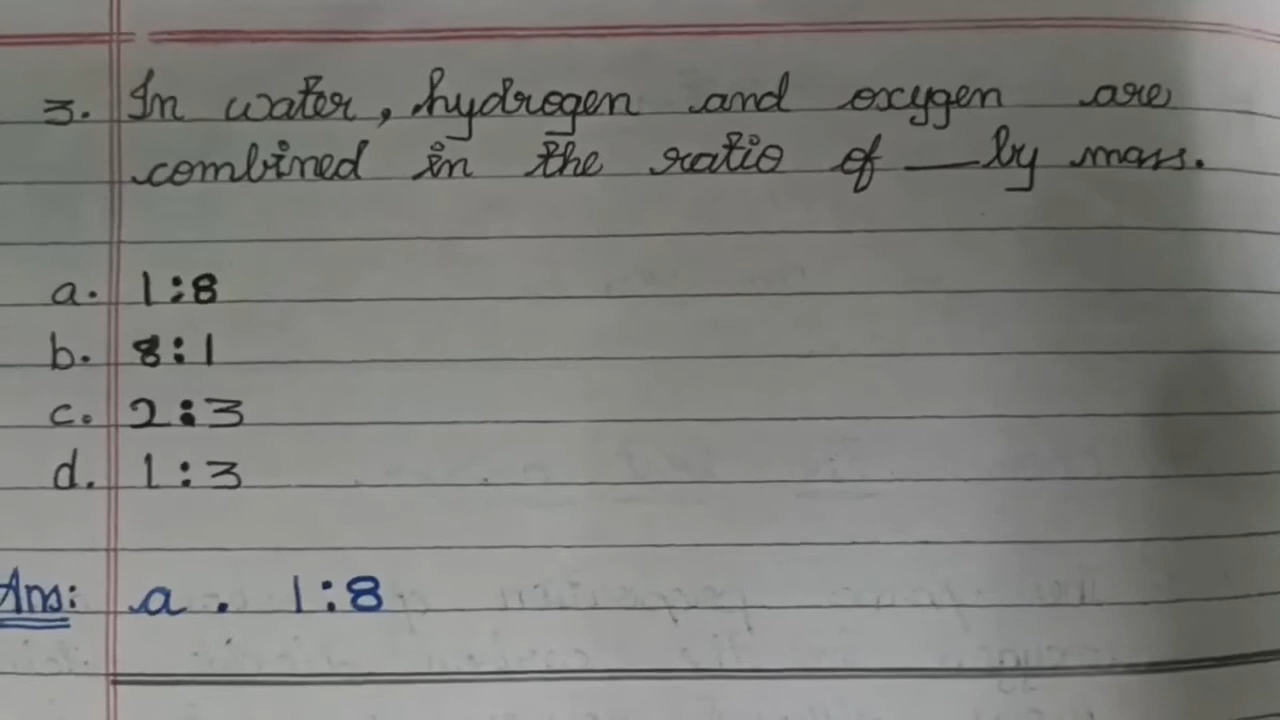 3. In water, hydrogen and oxygen are
combined in the ratio of __ by mass.
a. 1:8
b. 8:1
c. 2:3
d. 1:3
Ans: a. 1:8